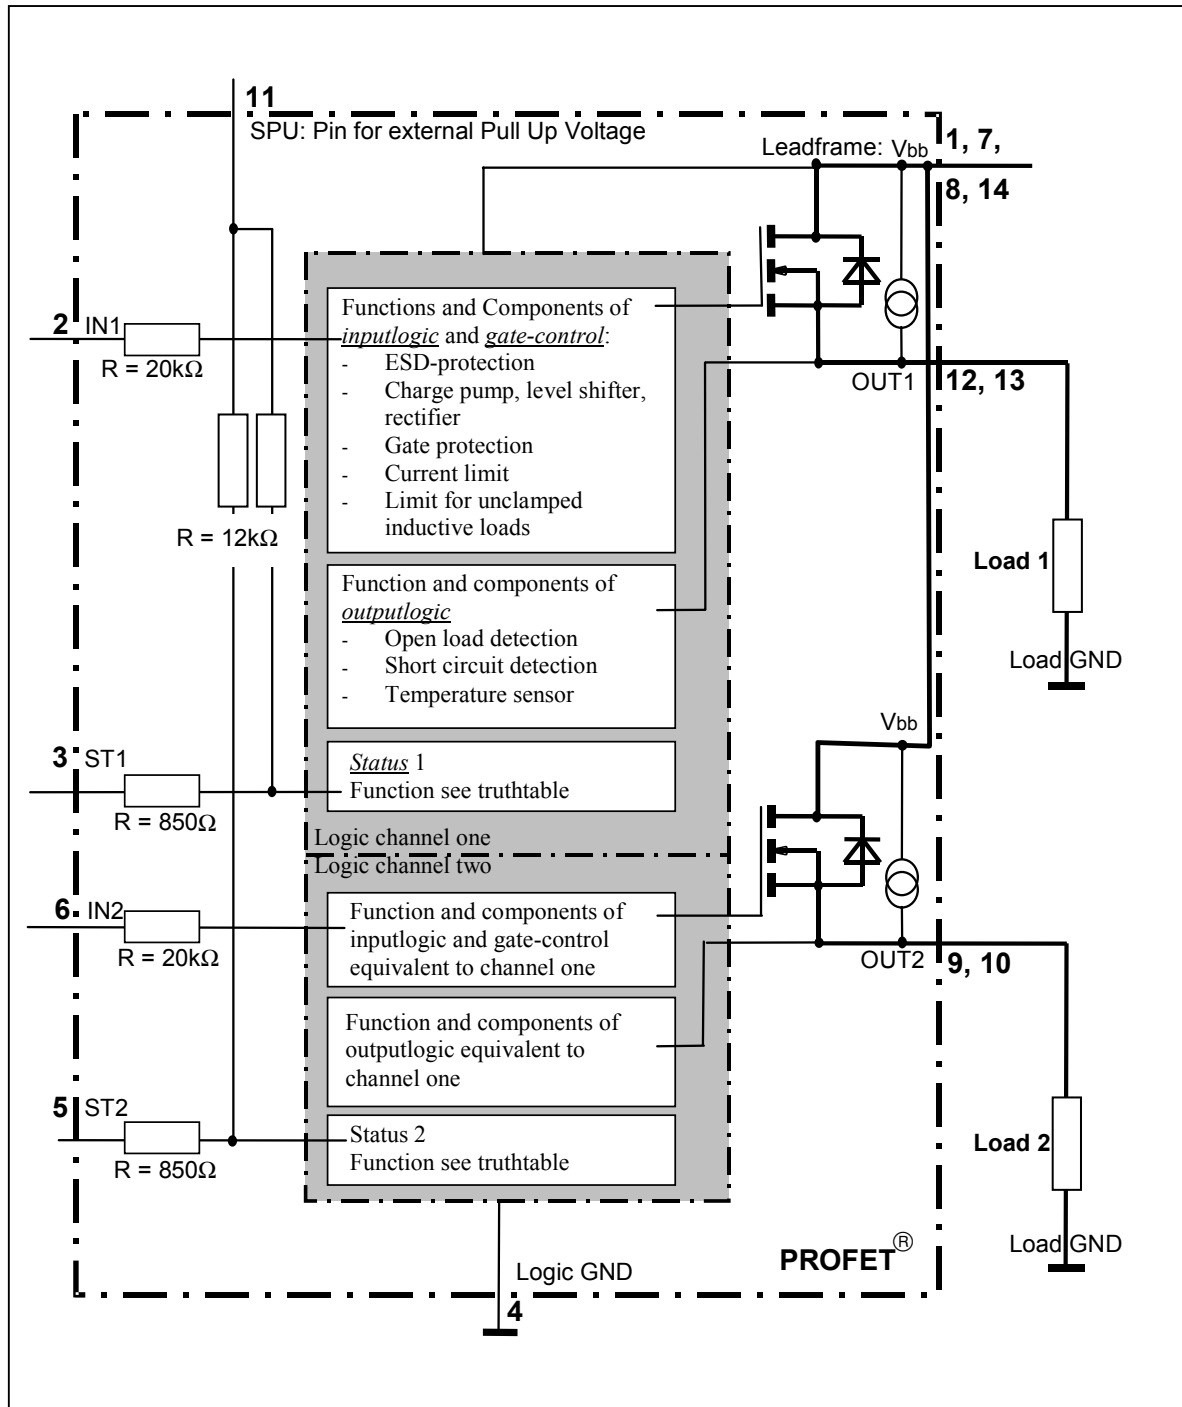 11
SPU: Pin for external Pull Up Voltage
Leadframe: Vbb
1, 7,
8, 14
2 IN1
R = 20kΩ
Functions and Components of
inputlogic and gate-control:
- ESD-protection
- Charge pump, level shifter,
rectifier
- Gate protection
- Current limit
- Limit for unclamped
inductive loads
OUT1
12, 13
R = 12kΩ
Load 1
Load GND
Function and components of
outputlogic
- Open load detection
- Short circuit detection
- Temperature sensor
Vbb
3 ST1
R = 850Ω
Status 1
Function see truthtable
Logic channel one
Logic channel two
6 IN2
R = 20kΩ
Function and components of
inputlogic and gate-control
equivalent to channel one
OUT2
9, 10
Function and components of
outputlogic equivalent to
channel one
5 ST2
R = 850Ω
Status 2
Function see truthtable
Load 2
Load GND
PROFET®
Logic GND
4